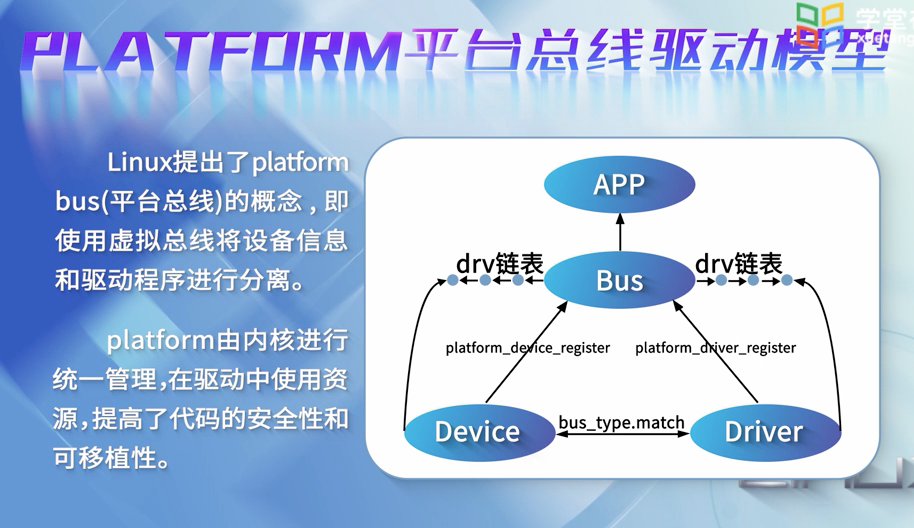 PLATFORM平台总线驱动模型
学堂
Linux提出了platform
bus(平台总线)的概念，即
使用虚拟总线将设备信息
和驱动程序进行分离。
platform由内核进行
统一管理,在驱动中使用资
源,提高了代码的安全性和
可移植性。
APP
drv链表
Bus
drv链表
platform_device_register
platform_driver_register
Device
bus_type.match
Driver